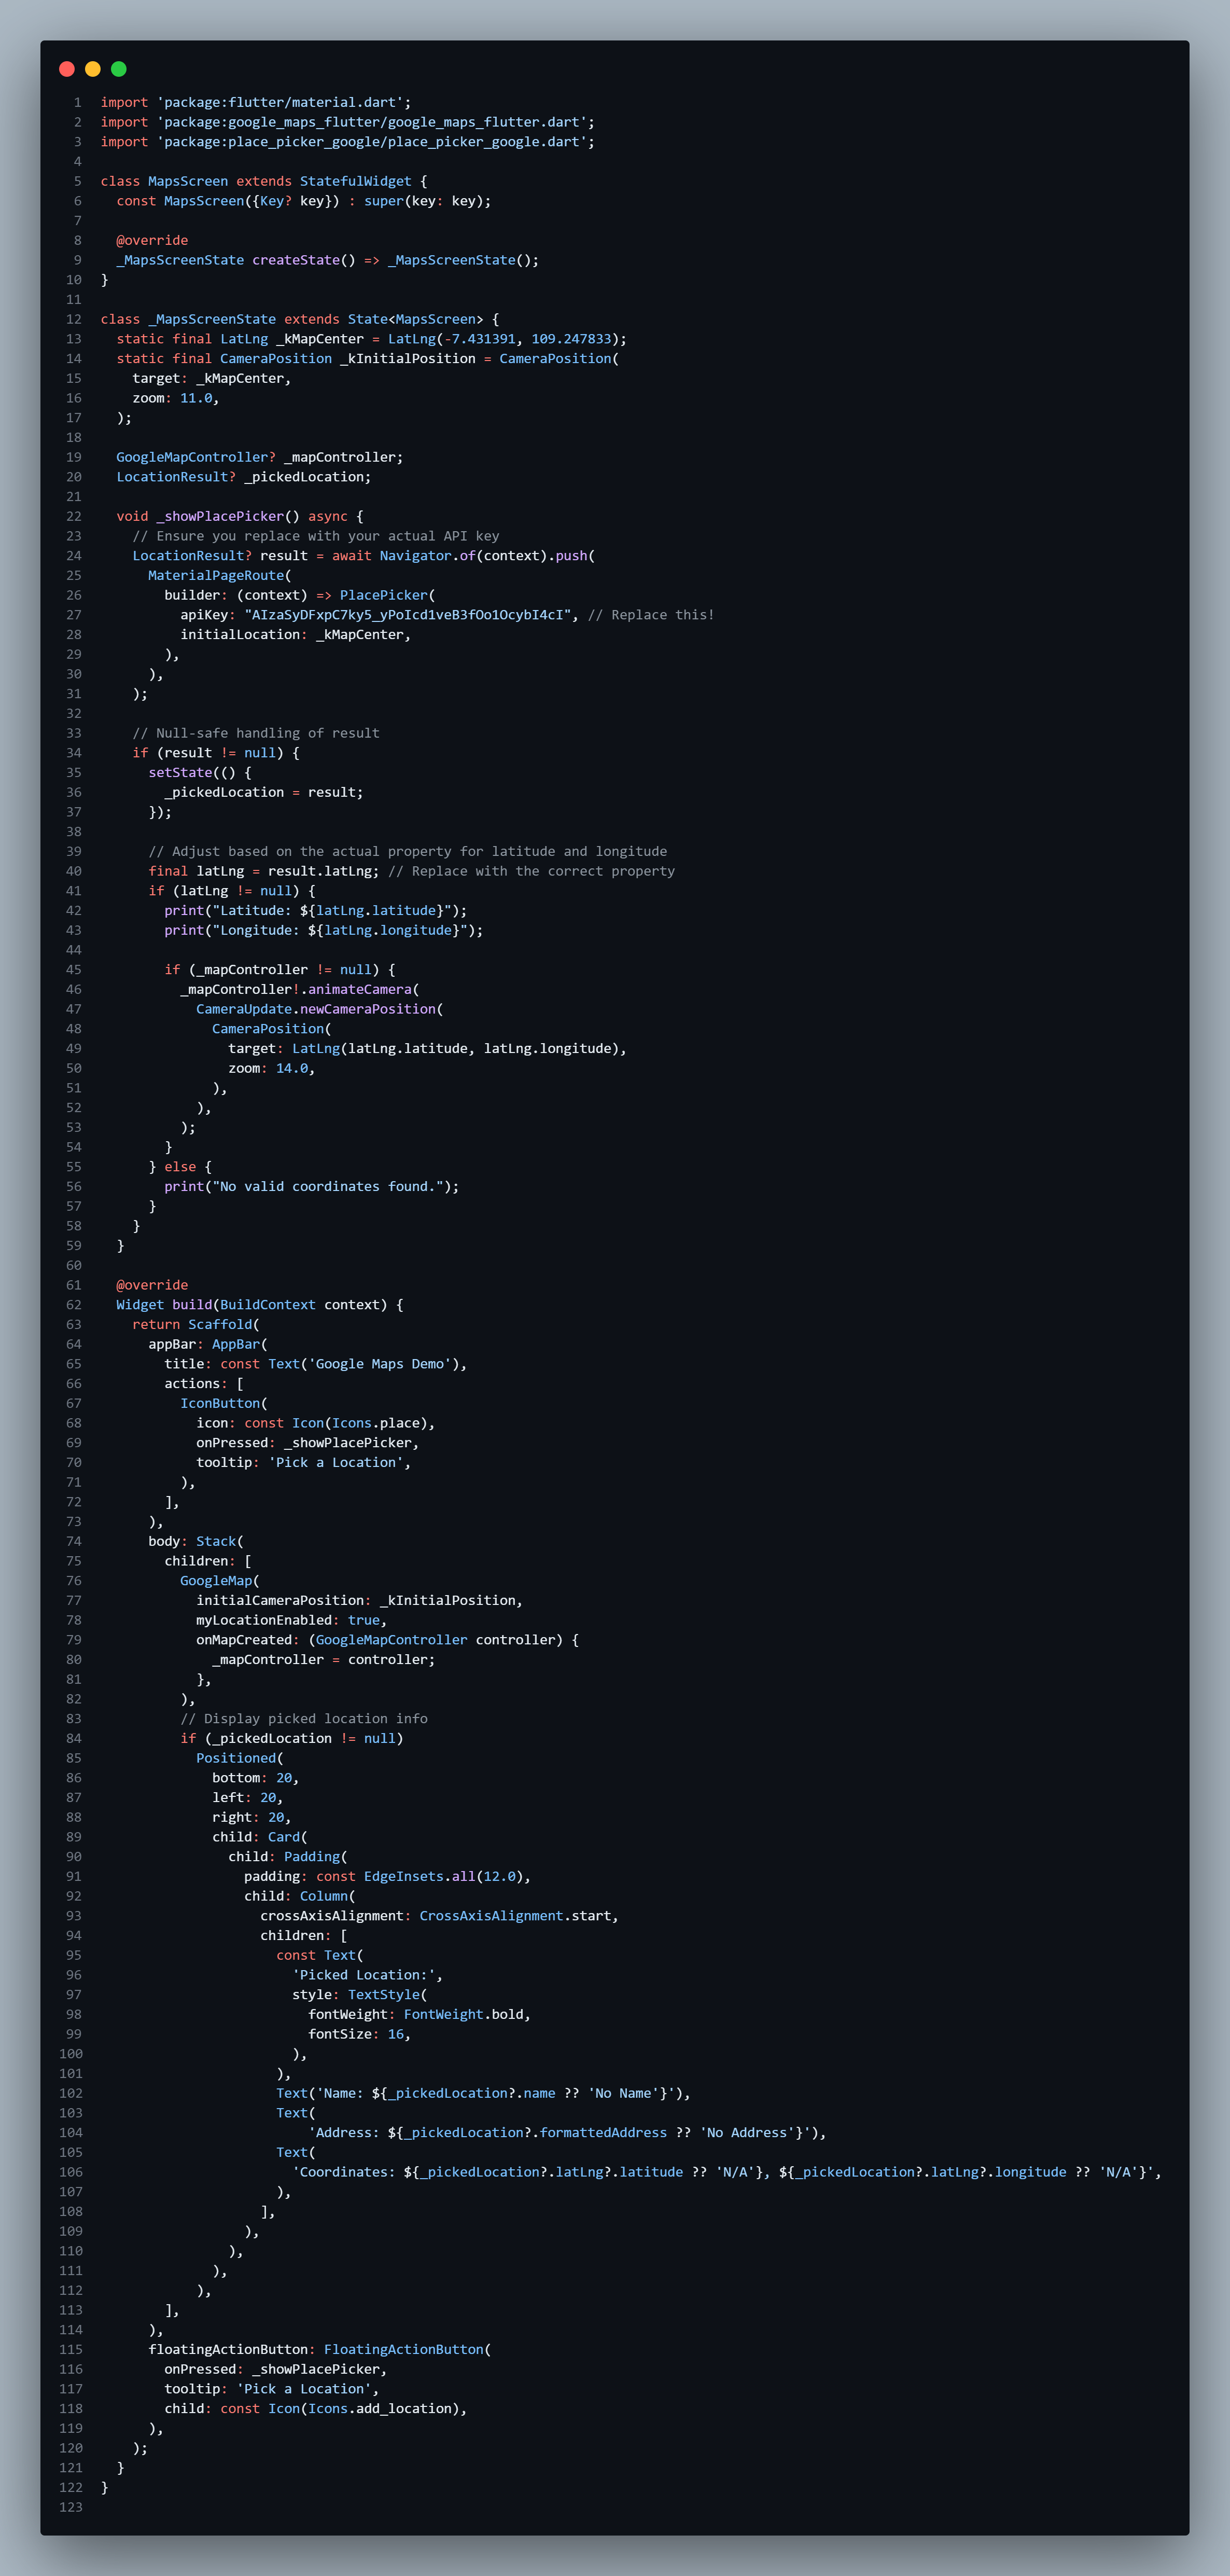 1 import 'package:flutter/material.dart';
2 import 'package:google_maps_flutter/google_maps_flutter.dart';
3 import 'package:place_picker_google/place_picker_google.dart';
4
5 class MapsScreen extends StatefulWidget {
6   const MapsScreen({Key? key}) : super(key: key);
7
8   @override
9   _MapsScreenState createState() => _MapsScreenState();
10 }
11
12 class _MapsScreenState extends State<MapsScreen> {
13   static final LatLng _kMapCenter = LatLng(-7.431391, 109.247833);
14   static final CameraPosition _kInitialPosition = CameraPosition(
15     target: _kMapCenter,
16     zoom: 11.0,
17   );
18
19   GoogleMapController? _mapController;
20   LocationResult? _pickedLocation;
21
22   void _showPlacePicker() async {
23     // Ensure you replace with your actual API key
24     LocationResult? result = await Navigator.of(context).push(
25       MaterialPageRoute(
26         builder: (context) => PlacePicker(
27           apiKey: "AIzaSyDFxpC7ky5_yPoIcd1veB3fOo1OcybI4cI", // Replace this!
28           initialLocation: _kMapCenter,
29         ),
30       ),
31     );
32
33     // Null-safe handling of result
34     if (result != null) {
35       setState(() {
36         _pickedLocation = result;
37       });
38
39       // Adjust based on the actual property for latitude and longitude
40       final latLng = result.latLng; // Replace with the correct property
41       if (latLng != null) {
42         print("Latitude: ${latLng.latitude}");
43         print("Longitude: ${latLng.longitude}");
44
45         if (_mapController != null) {
46           _mapController!.animateCamera(
47             CameraUpdate.newCameraPosition(
48               CameraPosition(
49                 target: LatLng(latLng.latitude, latLng.longitude),
50                 zoom: 14.0,
51               ),
52             ),
53           );
54         }
55       } else {
56         print("No valid coordinates found.");
57       }
58     }
59   }
60
61   @override
62   Widget build(BuildContext context) {
63     return Scaffold(
64       appBar: AppBar(
65         title: const Text('Google Maps Demo'),
66         actions: [
67           IconButton(
68             icon: const Icon(Icons.place),
69             onPressed: _showPlacePicker,
70             tooltip: 'Pick a Location',
71           ),
72         ],
73       ),
74       body: Stack(
75         children: [
76           GoogleMap(
77             initialCameraPosition: _kInitialPosition,
78             myLocationEnabled: true,
79             onMapCreated: (GoogleMapController controller) {
80               _mapController = controller;
81             },
82           ),
83           // Display picked location info
84           if (_pickedLocation != null)
85             Positioned(
86               bottom: 20,
87               left: 20,
88               right: 20,
89               child: Card(
90                 child: Padding(
91                   padding: const EdgeInsets.all(12.0),
92                   child: Column(
93                     crossAxisAlignment: CrossAxisAlignment.start,
94                     children: [
95                       const Text(
96                         'Picked Location:',
97                         style: TextStyle(
98                           fontWeight: FontWeight.bold,
99                           fontSize: 16,
100                         ),
101                       ),
102                       Text('Name: ${_pickedLocation?.name ?? 'No Name'}'),
103                       Text(
104                           'Address: ${_pickedLocation?.formattedAddress ?? 'No Address'}'),
105                       Text(
106                         'Coordinates: ${_pickedLocation?.latLng?.latitude ?? 'N/A'}, ${_pickedLocation?.latLng?.longitude ?? 'N/A'}',
107                       ),
108                     ],
109                   ),
110                 ),
111               ),
112             ),
113         ],
114       ),
115       floatingActionButton: FloatingActionButton(
116         onPressed: _showPlacePicker,
117         tooltip: 'Pick a Location',
118         child: const Icon(Icons.add_location),
119       ),
120     );
121   }
122 }
123